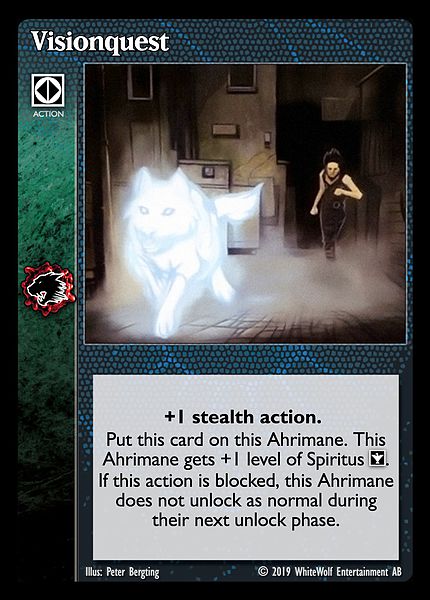 Visionquest
ACTION
+1 stealth action.
Put this card on this Ahrimane. This
Ahrimane gets +1 level of Spiritus .
If this action is blocked, this Ahrimane
does not unlock as normal during
their next unlock phase.
Illus: Peter Bergting © 2019 WhiteWolf Entertainment AB